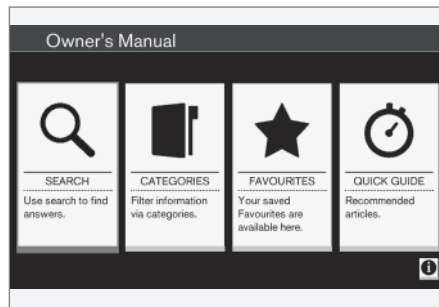 Owner's Manual
SEARCH
Use search to find
answers.
CATEGORIES
Filter information
via categories.
FAVOURITES
Your saved
Favourites are
available here.
QUICK GUIDE
Recommended
articles.
i